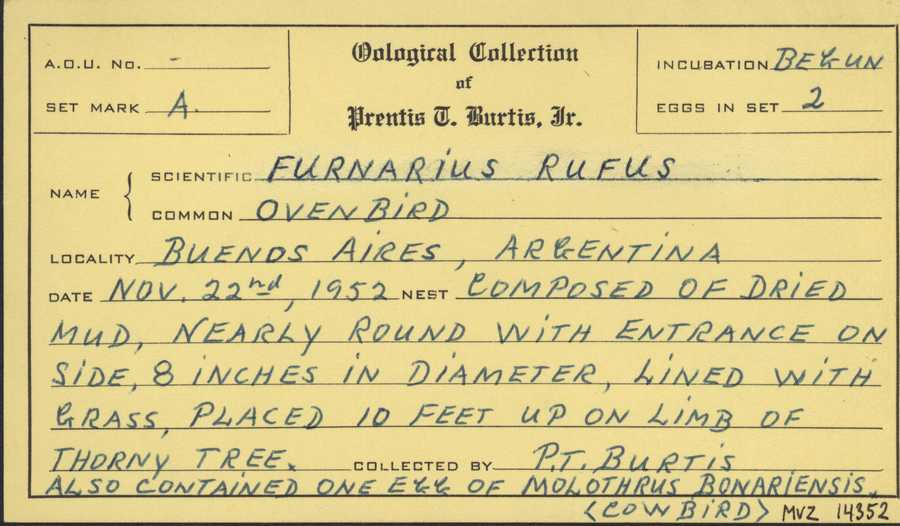 A.O.U. No. -
SET MARK A.
Oological Collection
of
Prentis T. Burtis, Jr.
INCUBATION BEGUN
EGGS IN SET 2
NAME { SCIENTIFIC FURNARIUS RUFUS
COMMON OVENBIRD
LOCALITY BUENOS AIRES, ARGENTINA
DATE NOV. 22nd, 1952 NEST COMPOSED OF DRIED
MUD, NEARLY ROUND WITH ENTRANCE ON
SIDE, 8 INCHES IN DIAMETER, LINED WITH
GRASS, PLACED 10 FEET UP ON LIMB OF
THORNY TREE. COLLECTED BY P.T. BURTIS
ALSO CONTAINED ONE EGG OF MOLOTHRUS BONARIENSIS.
<COWBIRD> MVZ 14352